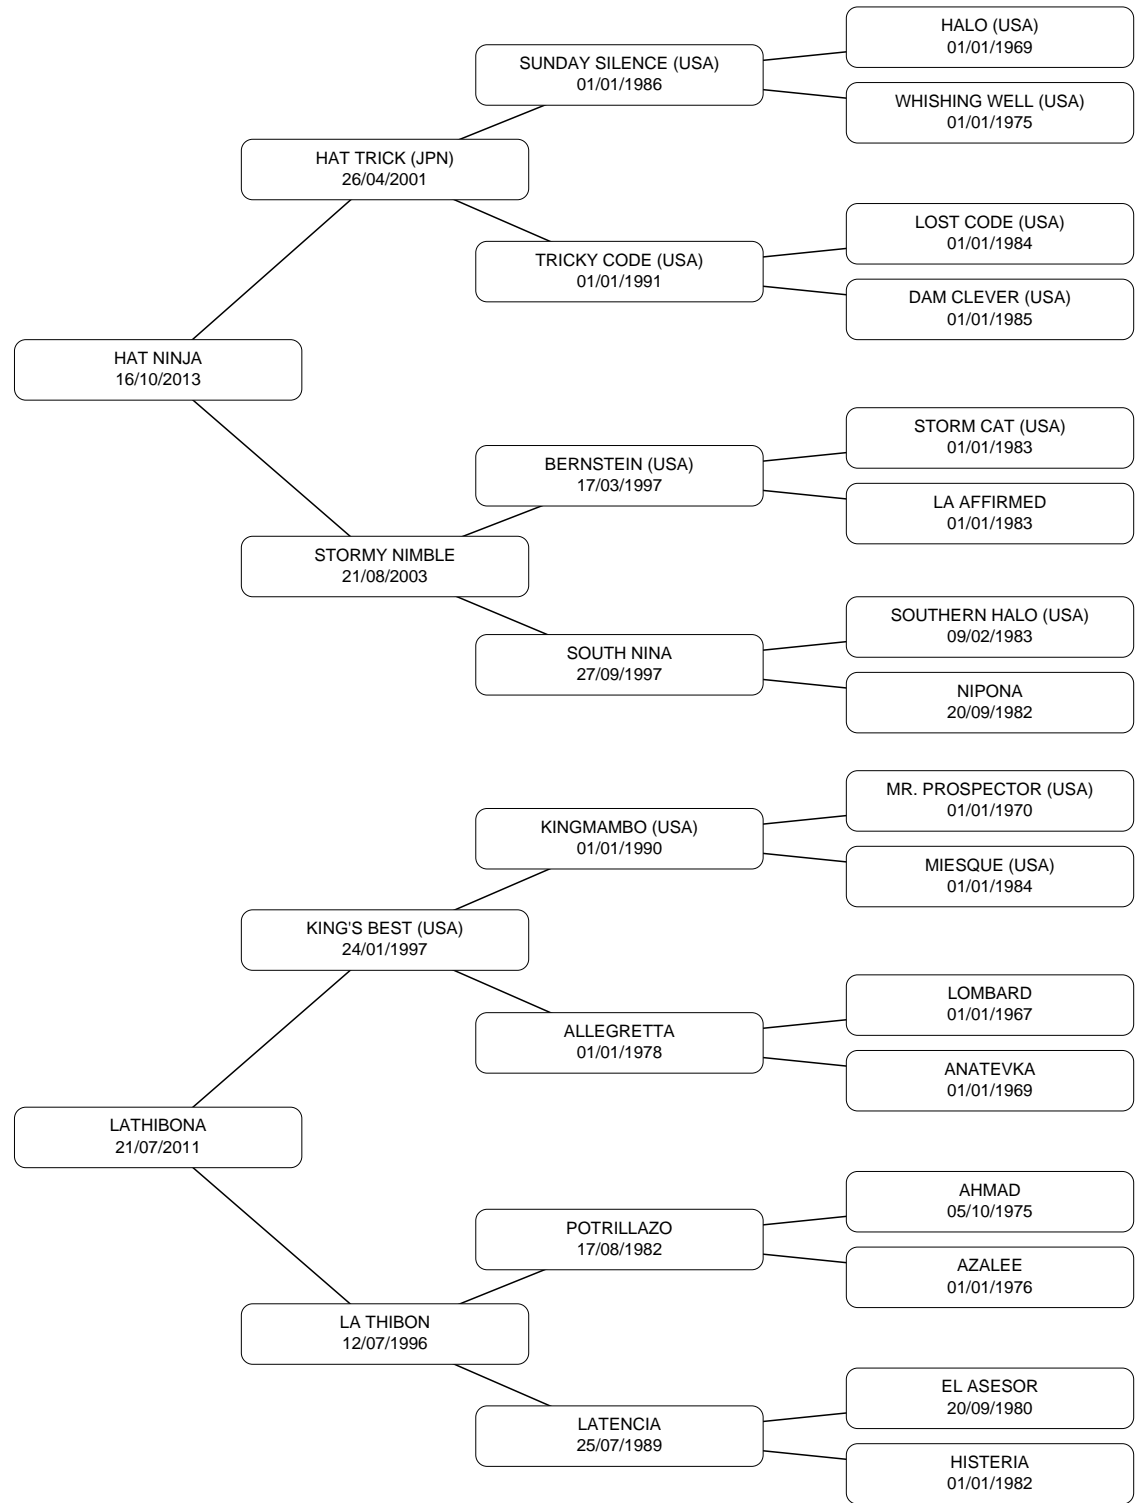 HALO (USA)
01/01/1969
SUNDAY SILENCE (USA)
01/01/1986
WHISHING WELL (USA)
01/01/1975
HAT TRICK (JPN)
26/04/2001
LOST CODE (USA)
01/01/1984
TRICKY CODE (USA)
01/01/1991
DAM CLEVER (USA)
01/01/1985
HAT NINJA
16/10/2013
STORM CAT (USA)
01/01/1983
BERNSTEIN (USA)
17/03/1997
LA AFFIRMED
01/01/1983
STORMY NIMBLE
21/08/2003
SOUTHERN HALO (USA)
09/02/1983
SOUTH NINA
27/09/1997
NIPONA
20/09/1982
MR. PROSPECTOR (USA)
01/01/1970
KINGMAMBO (USA)
01/01/1990
MIESQUE (USA)
01/01/1984
KING'S BEST (USA)
24/01/1997
LOMBARD
01/01/1967
ALLEGRETTA
01/01/1978
ANATEVKA
01/01/1969
LATHIBONA
21/07/2011
AHMAD
05/10/1975
POTRILLAZO
17/08/1982
AZALEE
01/01/1976
LA THIBON
12/07/1996
EL ASESOR
20/09/1980
LATENCIA
25/07/1989
HISTERIA
01/01/1982